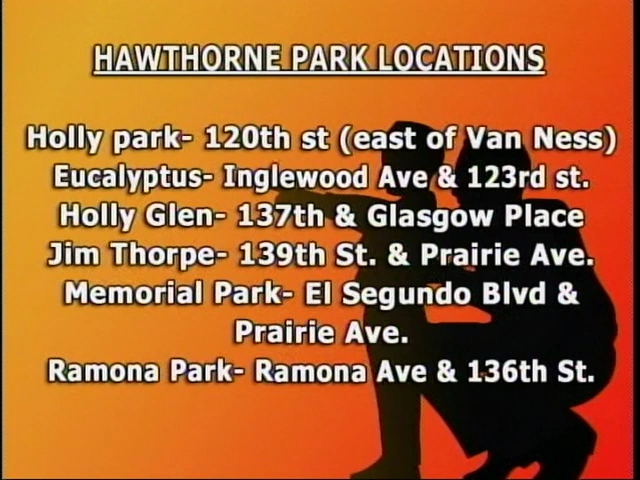 HAWTHORNE PARK LOCATIONS
Holly park- 120th st (east of Van Ness)
Eucalyptus- Inglewood Ave & 123rd st.
Holly Glen- 137th & Glasgow Place
Jim Thorpe- 139th St. & Prairie Ave.
Memorial Park- El Segundo Blvd &
Prairie Ave.
Ramona Park- Ramona Ave & 136th St.